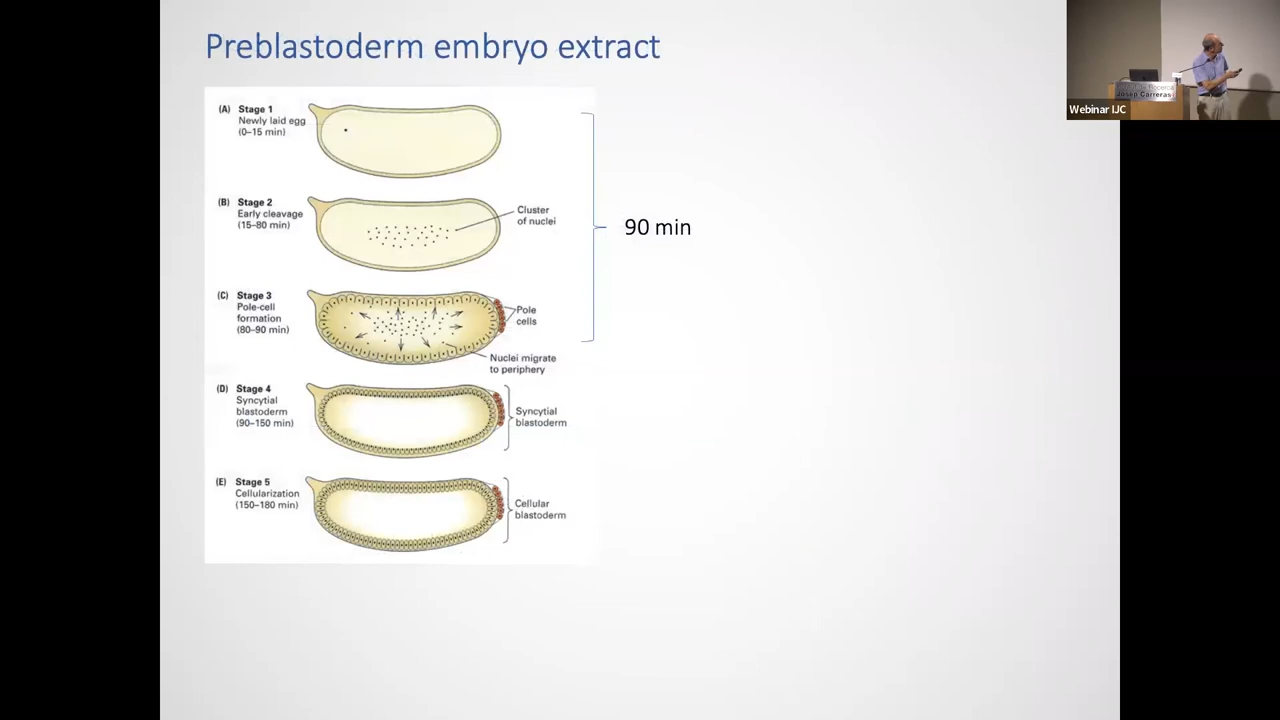 Preblastoderm embryo extract
(A) Stage 1
Newly laid egg
(0–15 min)
(B) Stage 2
Early cleavage
(15–80 min)
Cluster
of nuclei
90 min
(C) Stage 3
Pole-cell
formation
(80–90 min)
Pole
cells
Nuclei migrate
to periphery
(D) Stage 4
Syncytial
blastoderm
(90–150 min)
Syncytial
blastoderm
(E) Stage 5
Cellularization
(150–180 min)
Cellular
blastoderm
Josep Carreras
Webinar IJC